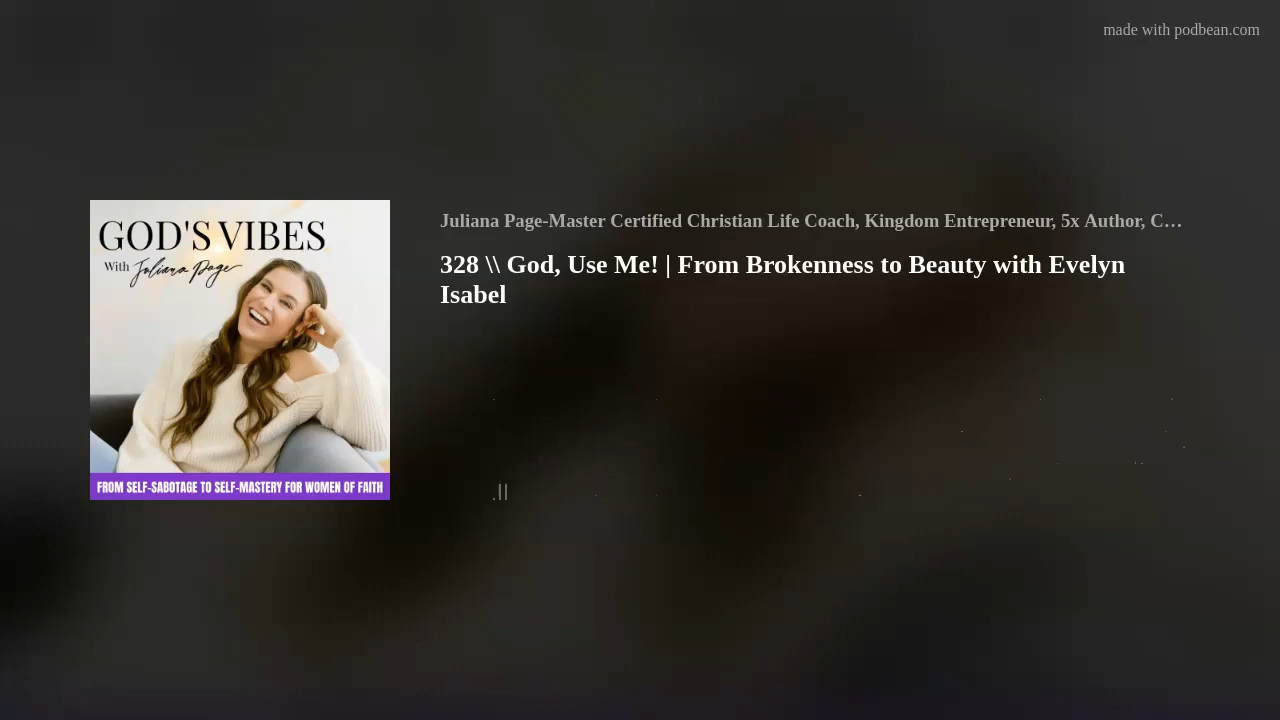 made with podbean.com
GOD'S VIBES
With Juliana Page
FROM SELF-SABOTAGE TO SELF-MASTERY FOR WOMEN OF FAITH
Juliana Page-Master Certified Christian Life Coach, Kingdom Entrepreneur, 5x Author, C…
328 \\ God, Use Me! | From Brokenness to Beauty with Evelyn
Isabel